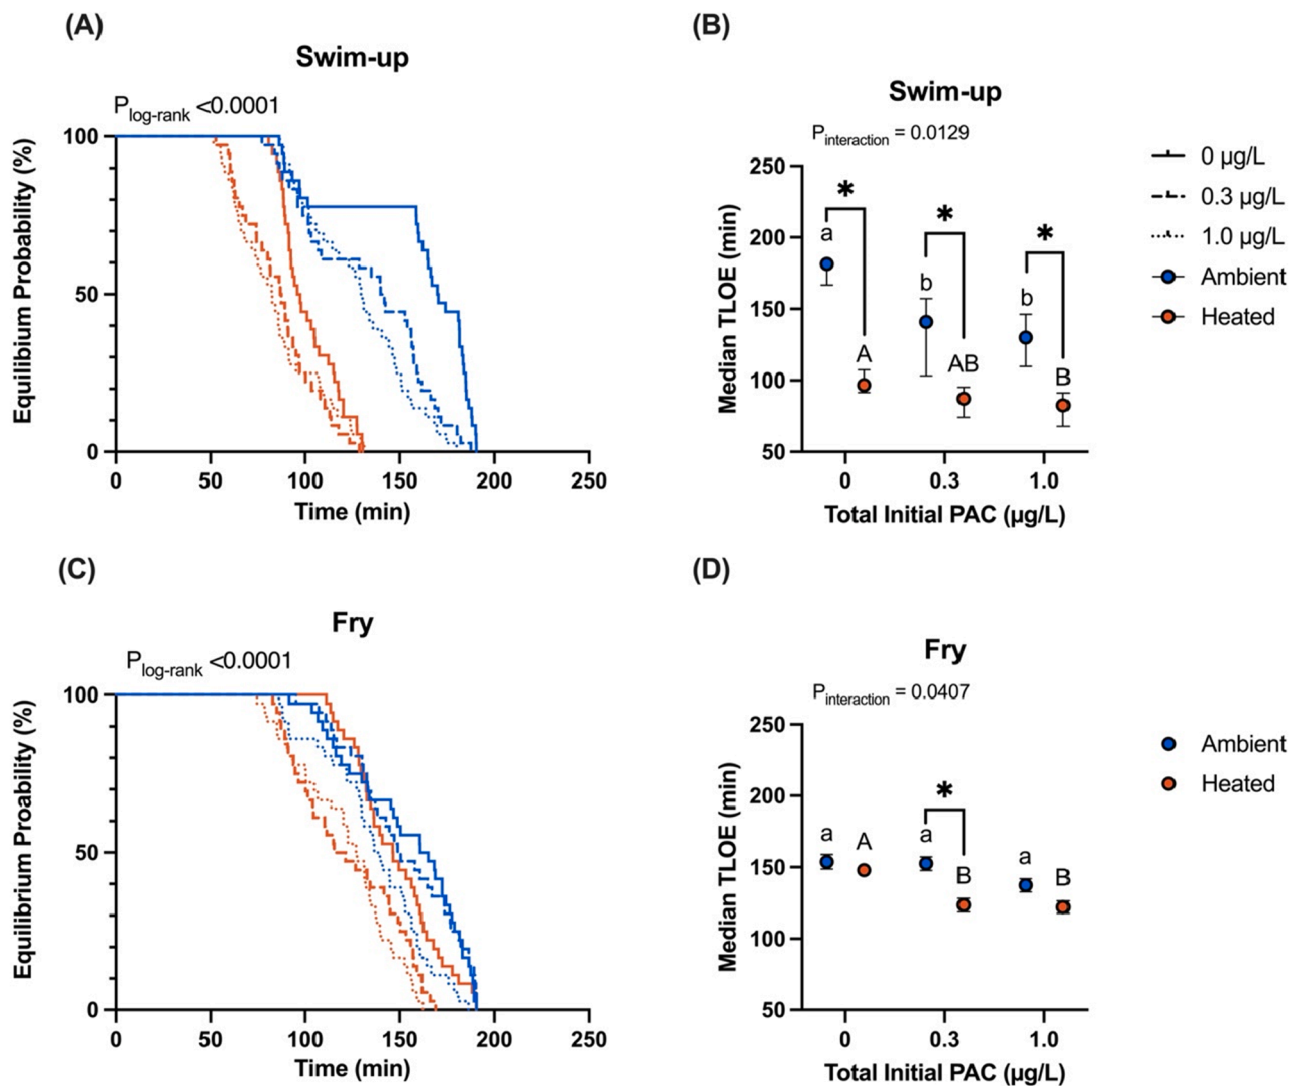 (A)
Swim-up
Plog-rank <0.0001
Equilibium Probability (%)
100
50
0
0 50 100 150 200 250
Time (min)
(B)
Swim-up
Pinteraction = 0.0129
Median TLOE (min)
250
200
150
100
50
* * *
a A b AB b B
0 0.3 1.0
Total Initial PAC (µg/L)
0 µg/L
0.3 µg/L
1.0 µg/L
Ambient
Heated
(C)
Fry
Plog-rank <0.0001
Equilibrium Proability (%)
100
50
0
0 50 100 150 200 250
Time (min)
(D)
Fry
Pinteraction = 0.0407
Median TLOE (min)
250
200
150
100
50
*
a A a B a B
0 0.3 1.0
Total Initial PAC (µg/L)
Ambient
Heated